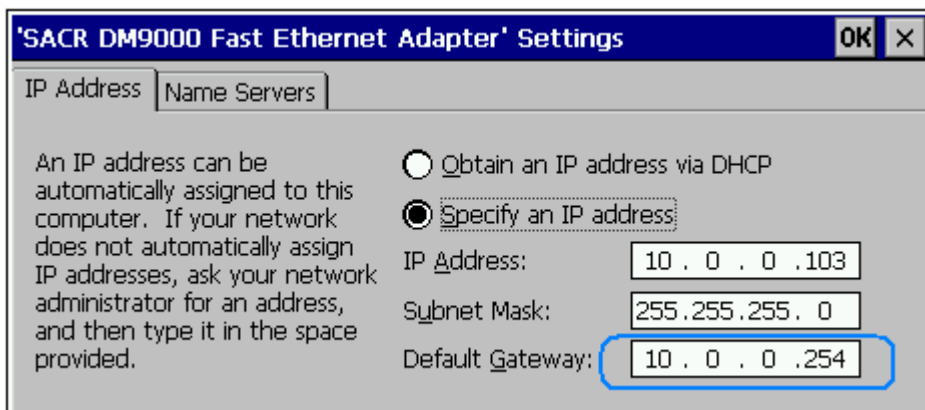 'SACR DM9000 Fast Ethernet Adapter' Settings OK ×
IP Address Name Servers
An IP address can be
automatically assigned to this
computer. If your network
does not automatically assign
IP addresses, ask your network
administrator for an address,
and then type it in the space
provided.
Obtain an IP address via DHCP
Specify an IP address
IP Address: 10 . 0 . 0 .103
Subnet Mask: 255.255.255. 0
Default Gateway: 10 . 0 . 0 .254